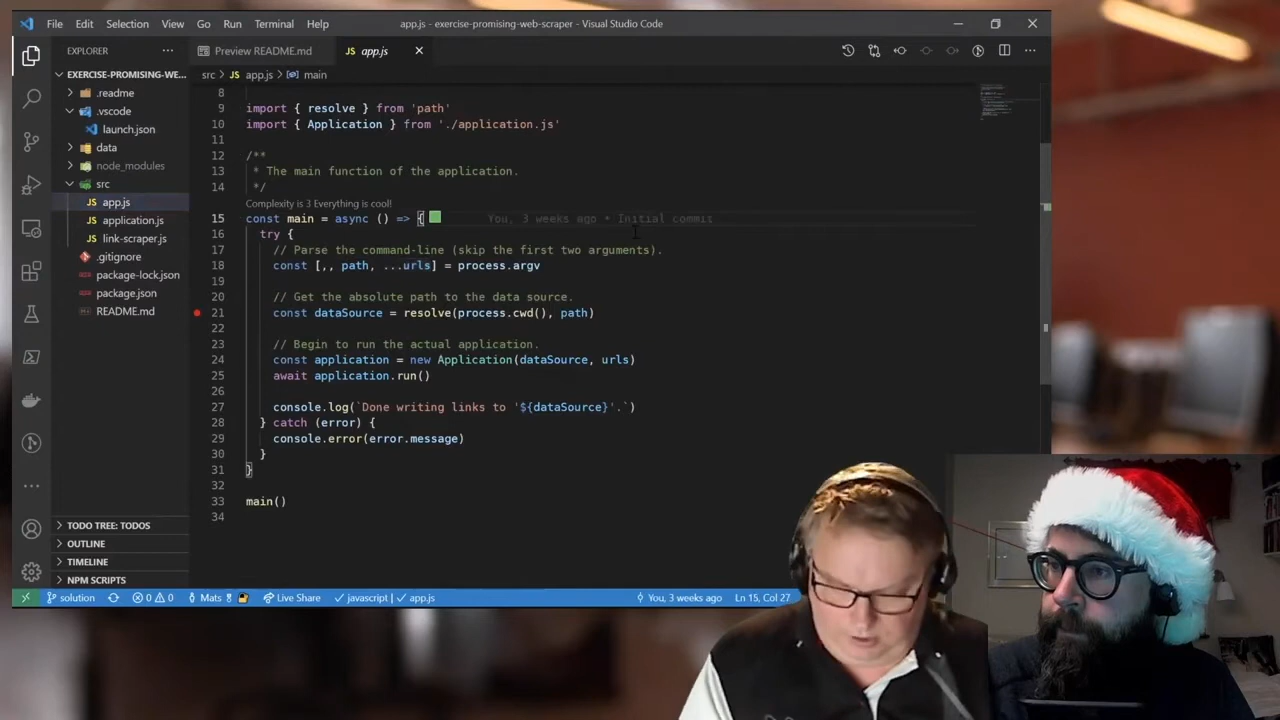 File Edit Selection View Go Run Terminal Help
app.js - exercise-promising-web-scraper - Visual Studio Code
EXPLORER
Preview README.md
JS app.js
EXERCISE-PROMISING-WE...
src > JS app.js > main
.readme
.vscode
launch.json
data
node_modules
src
JS app.js
JS application.js
JS link-scraper.js
.gitignore
package-lock.json
package.json
README.md
TODO TREE: TODOS
OUTLINE
TIMELINE
NPM SCRIPTS
8
9 import { resolve } from 'path'
10 import { Application } from './application.js'
11
12 /**
13 * The main function of the application.
14 */
Complexity is 3 Everything is cool!
15 const main = async () => { You, 3 weeks ago • Initial commit
16 try {
17 // Parse the command-line (skip the first two arguments).
18 const [,, path, ...urls] = process.argv
19
20 // Get the absolute path to the data source.
21 const dataSource = resolve(process.cwd(), path)
22
23 // Begin to run the actual application.
24 const application = new Application(dataSource, urls)
25 await application.run()
26
27 console.log(`Done writing links to '${dataSource}'.`)
28 } catch (error) {
29 console.error(error.message)
30 }
31 }
32
33 main()
34
solution 0 0 Mats Live Share javascript app.js You, 3 weeks ago Ln 15, Col 27